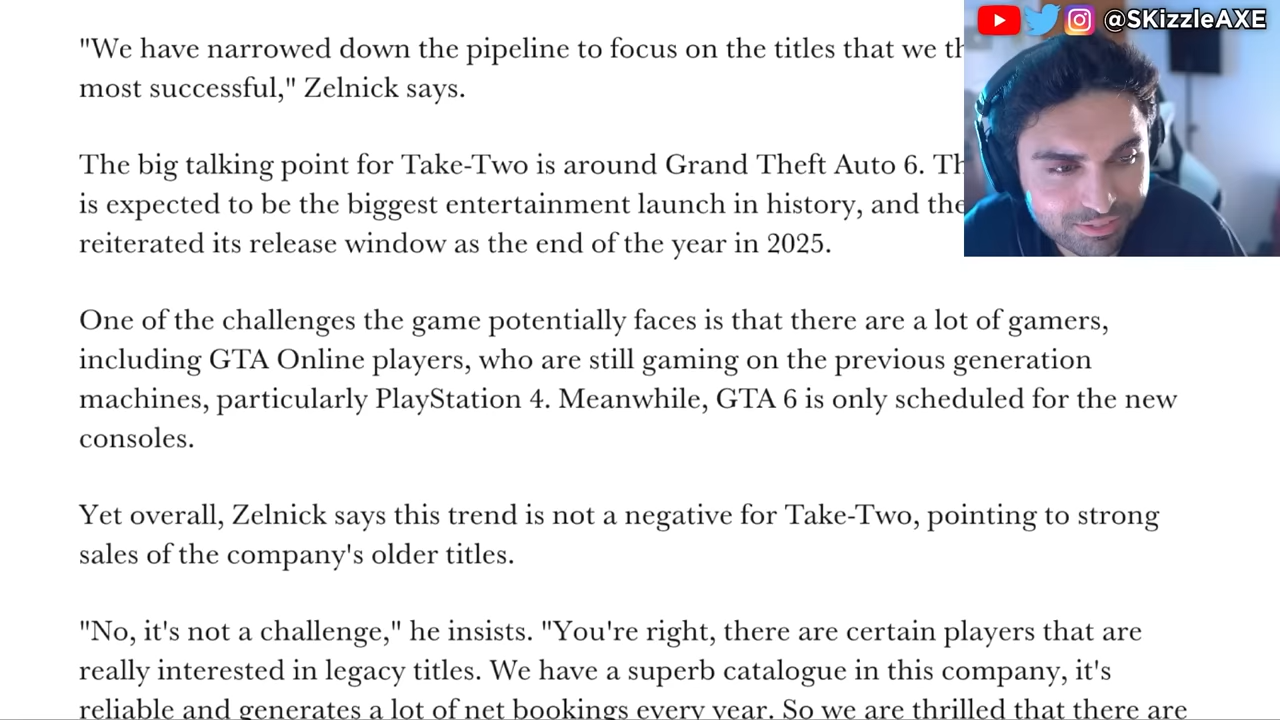 @SKizzleAXE
"We have narrowed down the pipeline to focus on the titles that we
most successful," Zelnick says.
The big talking point for Take-Two is around Grand Theft Auto 6.
is expected to be the biggest entertainment launch in history, and the
reiterated its release window as the end of the year in 2025.
One of the challenges the game potentially faces is that there are a lot of gamers,
including GTA Online players, who are still gaming on the previous generation
machines, particularly PlayStation 4. Meanwhile, GTA 6 is only scheduled for the new
consoles.
Yet overall, Zelnick says this trend is not a negative for Take-Two, pointing to strong
sales of the company's older titles.
"No, it's not a challenge," he insists. "You're right, there are certain players that are
really interested in legacy titles. We have a superb catalogue in this company, it's
reliable and generates a lot of net bookings every year. So we are thrilled that there are